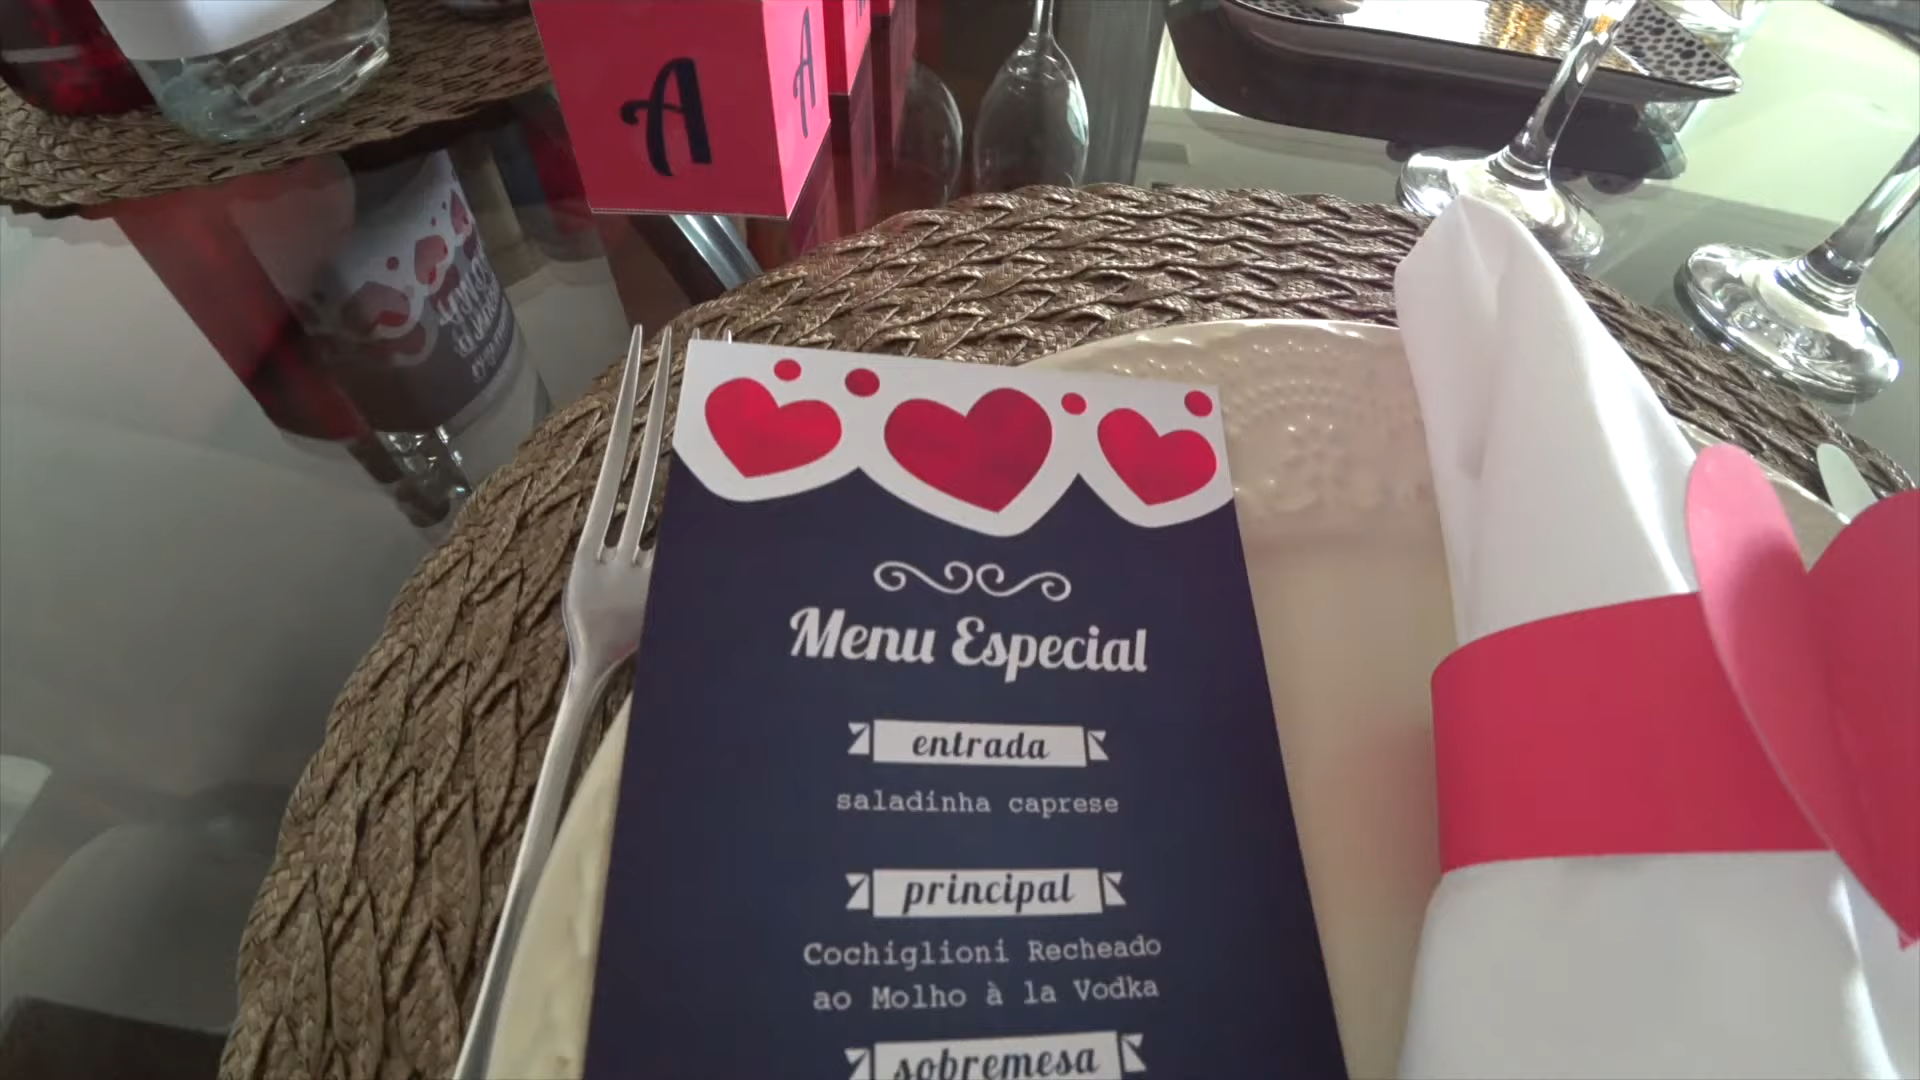 A
A
Menu Especial
entrada
saladinha caprese
principal
Cochiglioni Recheado
ao Molho à la Vodka
sobremesa